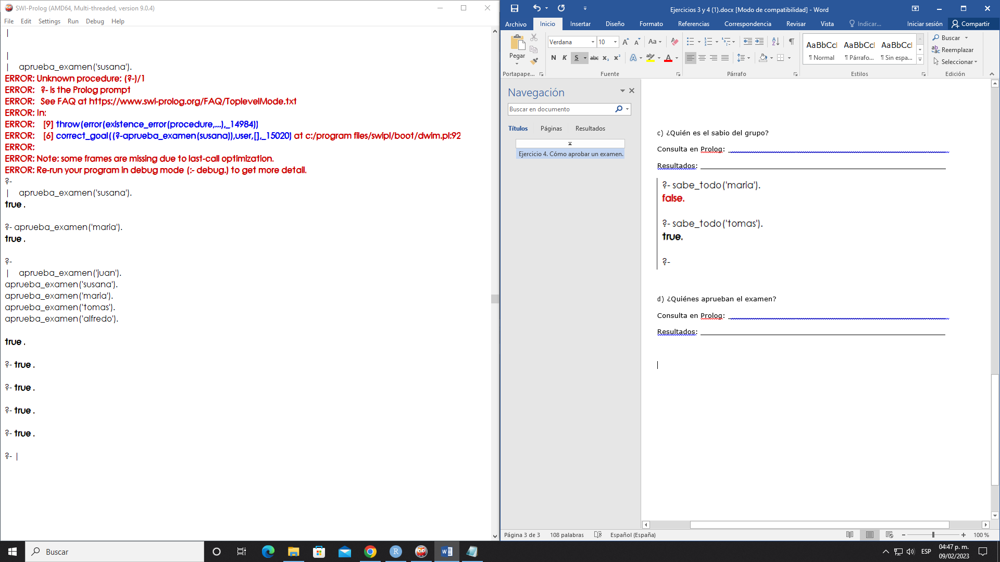 SWI-Prolog (AMD64, Multi-threaded, version 9.0.4)
File Edit Settings Run Debug Help
|
|
| aprueba_examen('susana').
ERROR: Unknown procedure: (?-)/1
ERROR: ?- is the Prolog prompt
ERROR: See FAQ at https://www.swi-prolog.org/FAQ/ToplevelMode.txt
ERROR: In:
ERROR: [9] throw(error(existence_error(procedure,...),_14984))
ERROR: [6] correct_goal((?-aprueba_examen(susana)),user,[],_15020) at c:/program files/swipl/boot/dwim.pl:92
ERROR:
ERROR: Note: some frames are missing due to last-call optimization.
ERROR: Re-run your program in debug mode (:- debug.) to get more detail.
?-
| aprueba_examen('susana').
true .
?- aprueba_examen('maria').
true .
?-
| aprueba_examen('juan').
aprueba_examen('susana').
aprueba_examen('maria').
aprueba_examen('tomas').
aprueba_examen('alfredo').
true .
?- true .
?- true .
?- true .
?- true .
?- |
Ejercicios 3 y 4 (1).docx [Modo de compatibilidad] - Word
Archivo Inicio Insertar Diseño Formato Referencias Correspondencia Revisar Vista Indicar... Iniciar sesión Compartir
Pegar
Portapape...
Verdana 10 Aa
N K S abc x₂ x² A ab A
Fuente
Párrafo
AaBbCcl AaBbCcl AaBbCcl
¶ Normal ¶ Párrafo... ¶ Sin espa...
Estilos
Buscar
Reemplazar
Seleccionar
Edición
Navegación
Buscar en documento
Títulos Páginas Resultados
Ejercicio 4. Cómo aprobar un examen.
c) ¿Quién es el sabio del grupo?
Consulta en Prolog: ______
Resultados: ______
?- sabe_todo('maria').
false.
?- sabe_todo('tomas').
true.
?-
d) ¿Quiénes aprueban el examen?
Consulta en Prolog: ______
Resultados: ______
Página 3 de 3 108 palabras Español (España) 100 %
Buscar
R
ESP
04:47 p. m.
09/02/2023